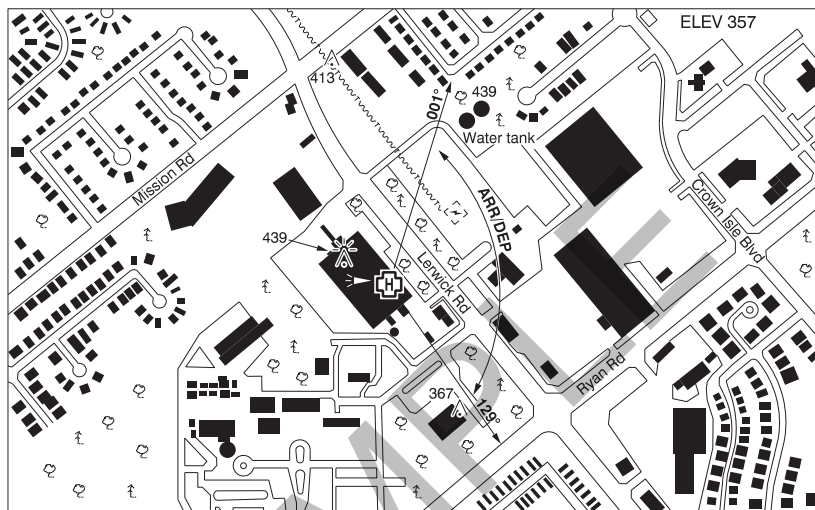 ELEV 357
413
001°
439
Water tank
Mission Rd
ARR/DEP
Crown Isle Blvd
439
H
Lerwick Rd
Ryan Rd
367
129°
SAMPLE